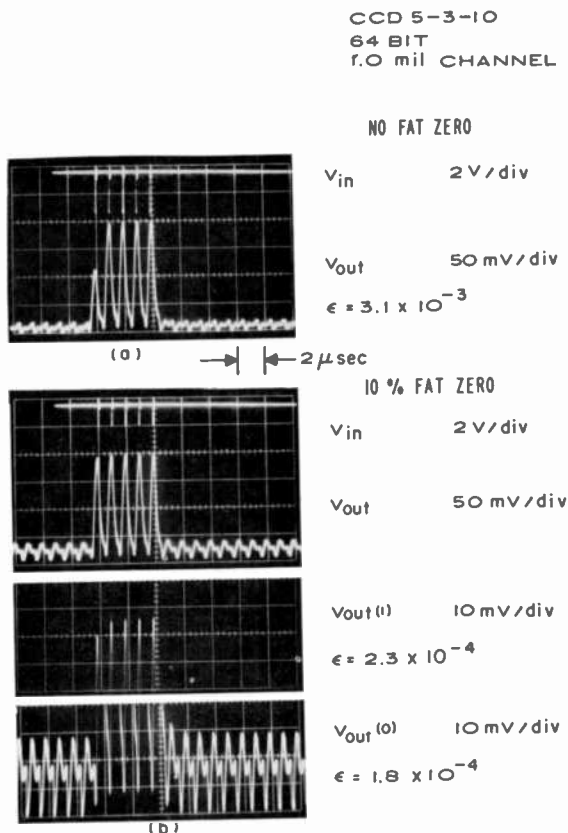 CCD 5-3-10
64 BIT
1.0 mil CHANNEL
NO FAT ZERO
Vin 2 V/div
Vout 50 mV/div
ϵ = 3.1 x 10⁻³
(a)
2 μsec
10 % FAT ZERO
Vin 2 V/div
Vout 50 mV/div
Vout(1) 10 mV/div
ϵ = 2.3 x 10⁻⁴
Vout(0) 10 mV/div
ϵ = 1.8 x 10⁻⁴
(b)